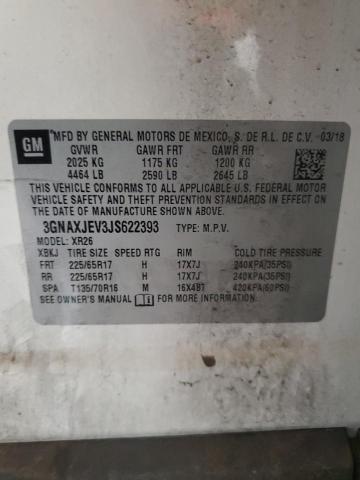 GM
MFD BY GENERAL MOTORS DE MEXICO, S. DE R.L. DE C.V. 03/18
GVWR GAWR FRT GAWR RR
2025 KG 1175 KG 1200 KG
4464 LB 2590 LB 2645 LB
THIS VEHICLE CONFORMS TO ALL APPLICABLE U.S. FEDERAL MOTOR
VEHICLE SAFETY, BUMPER, AND THEFT PREVENTION STANDARDS
IN EFFECT ON THE DATE OF MANUFACTURE SHOWN ABOVE.
3GNAXJEV3JS622393 TYPE: M.P.V.
MODEL: XR26
XBKJ TIRE SIZE SPEED RTG RIM COLD TIRE PRESSURE
FRT 225/65R17 H 17X7J 240KPA(35PSI)
RR 225/65R17 H 17X7J 240KPA(35PSI)
SPA T135/70R16 M 16X4BT 420KPA(60PSI)
SEE OWNER'S MANUAL FOR MORE INFORMATION.